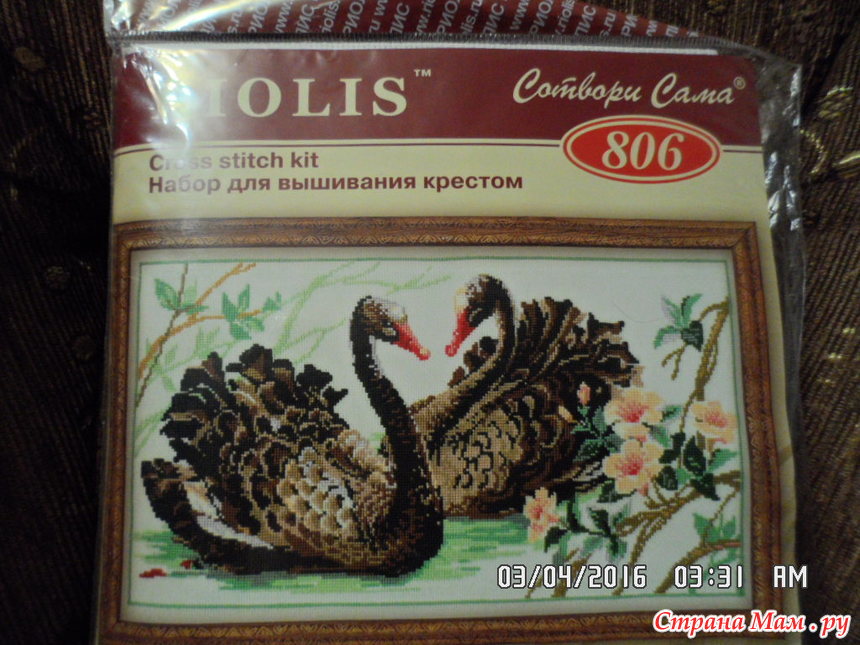 IOLIS™
Сотвори Сама®
806
Cross stitch kit
Набор для вышивания крестом
03/04/2016 03:31 AM
Страна Мам.ру